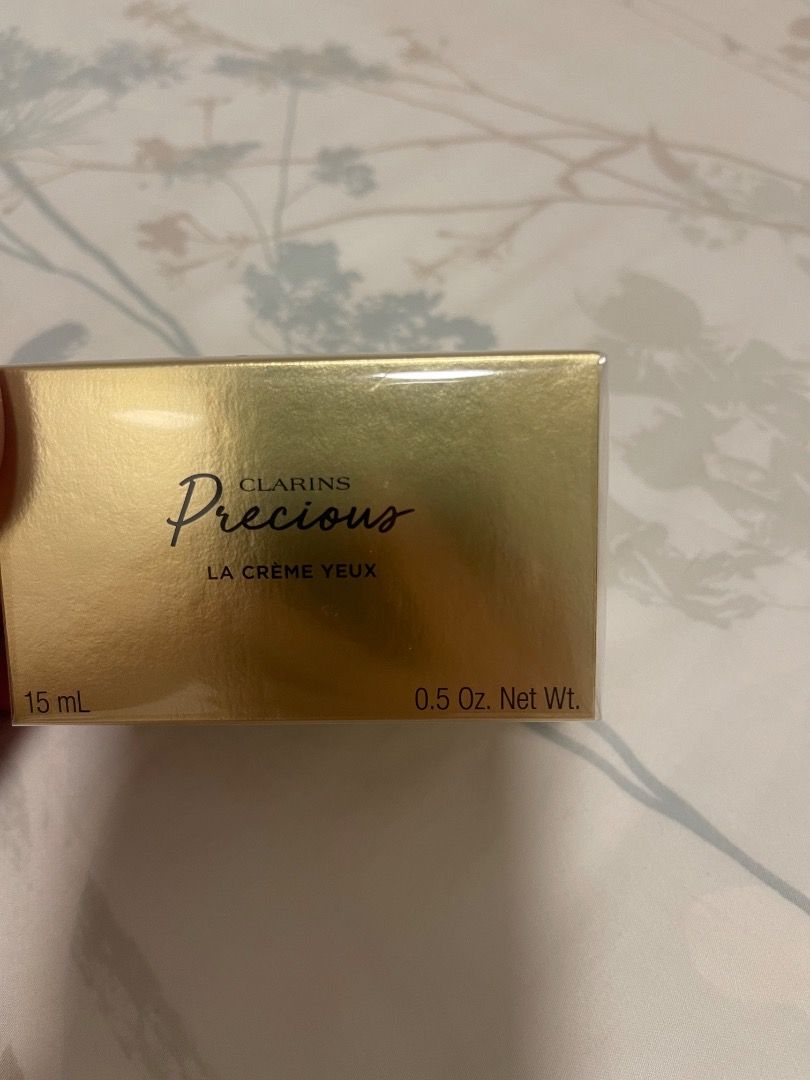 CLARINS
Precious
LA CRÈME YEUX
15 mL 0.5 Oz. Net Wt.